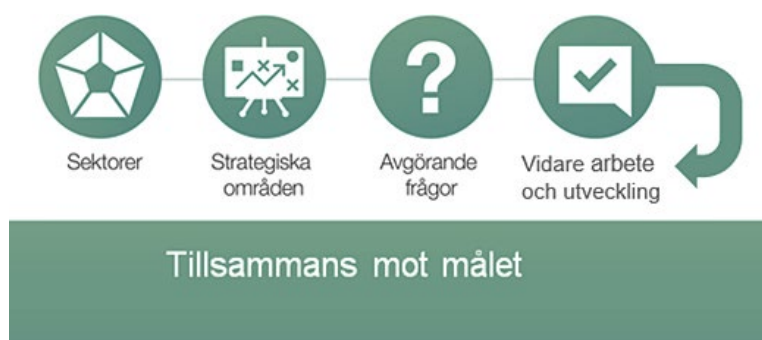 Sektorer
Strategiska
områden
?
Avgörande
frågor
Vidare arbete
och utveckling
Tillsammans mot målet